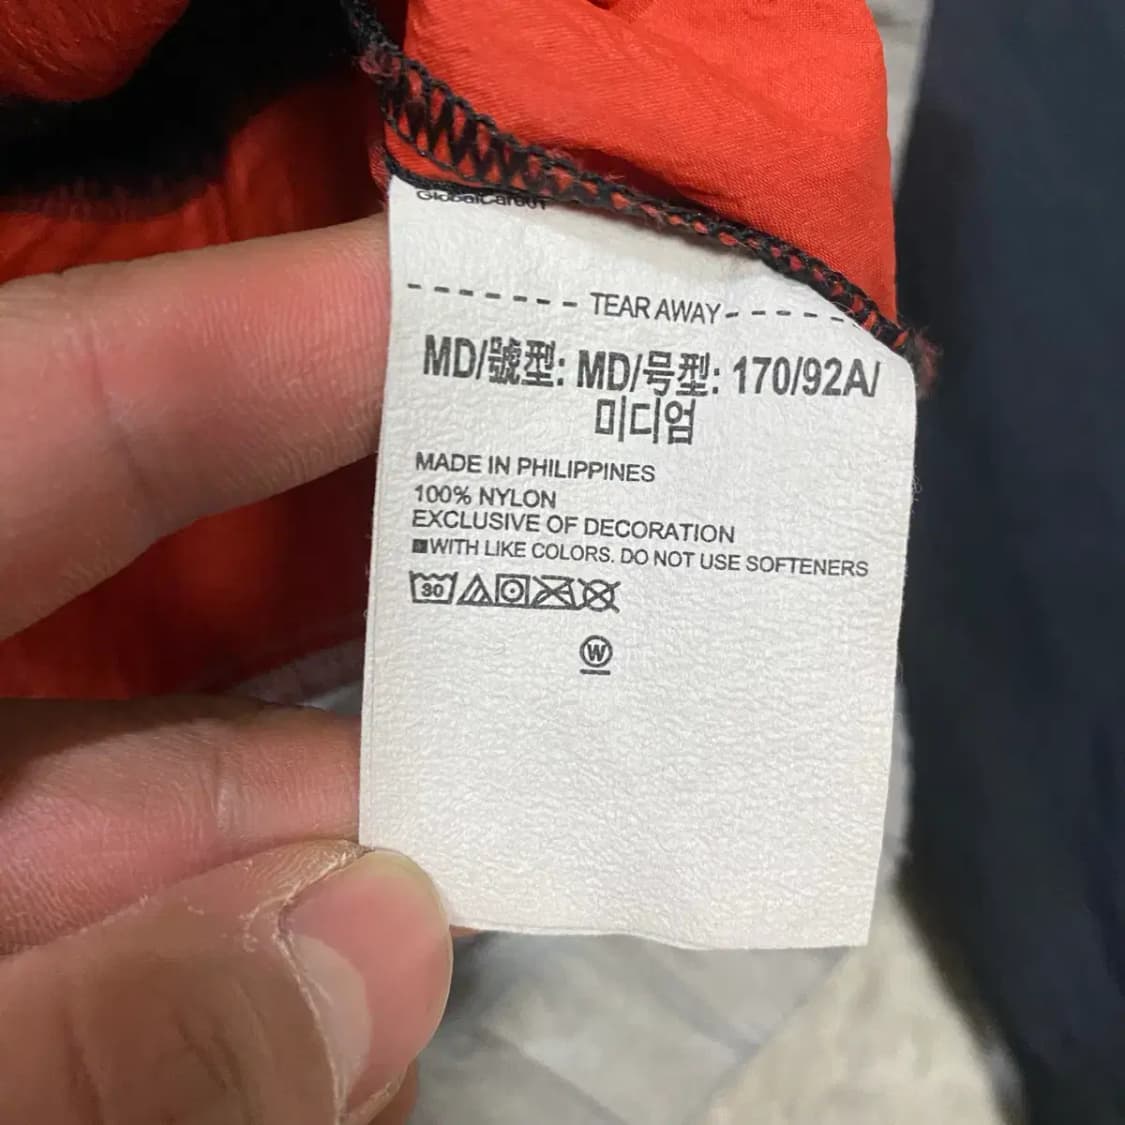 TEAR AWAY
MD/號型: MD/号型: 170/92A/
미디엄
MADE IN PHILIPPINES
100% NYLON
EXCLUSIVE OF DECORATION
WITH LIKE COLORS. DO NOT USE SOFTENERS
30
W